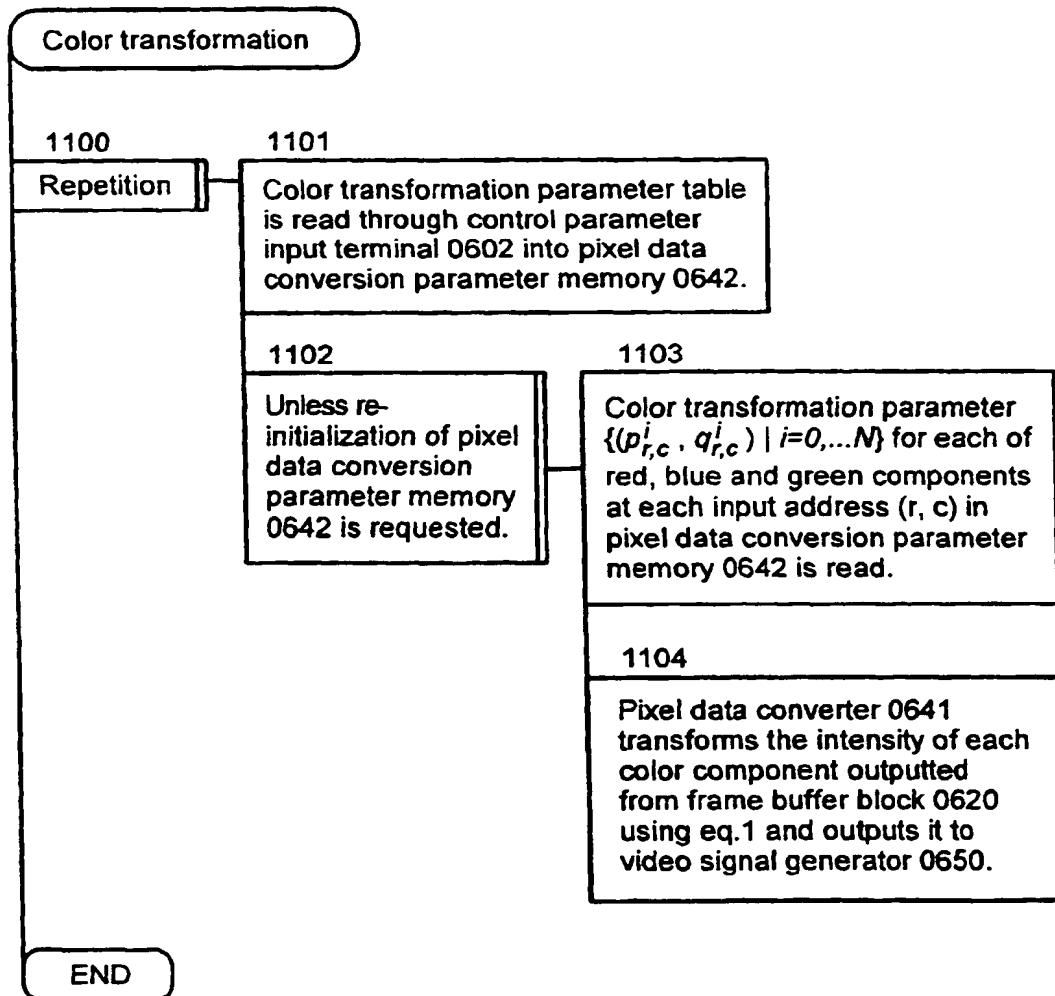 Color transformation
1100
Repetition
1101
Color transformation parameter table
is read through control parameter
input terminal 0602 into pixel data
conversion parameter memory 0642.
1102
Unless re-
initialization of pixel
data conversion
parameter memory
0642 is requested.
1103
Color transformation parameter
{(p^i_{r,c} , q^i_{r,c} ) | i=0,...N} for each of
red, blue and green components
at each input address (r, c) in
pixel data conversion parameter
memory 0642 is read.
1104
Pixel data converter 0641
transforms the intensity of each
color component outputted
from frame buffer block 0620
using eq.1 and outputs it to
video signal generator 0650.
END